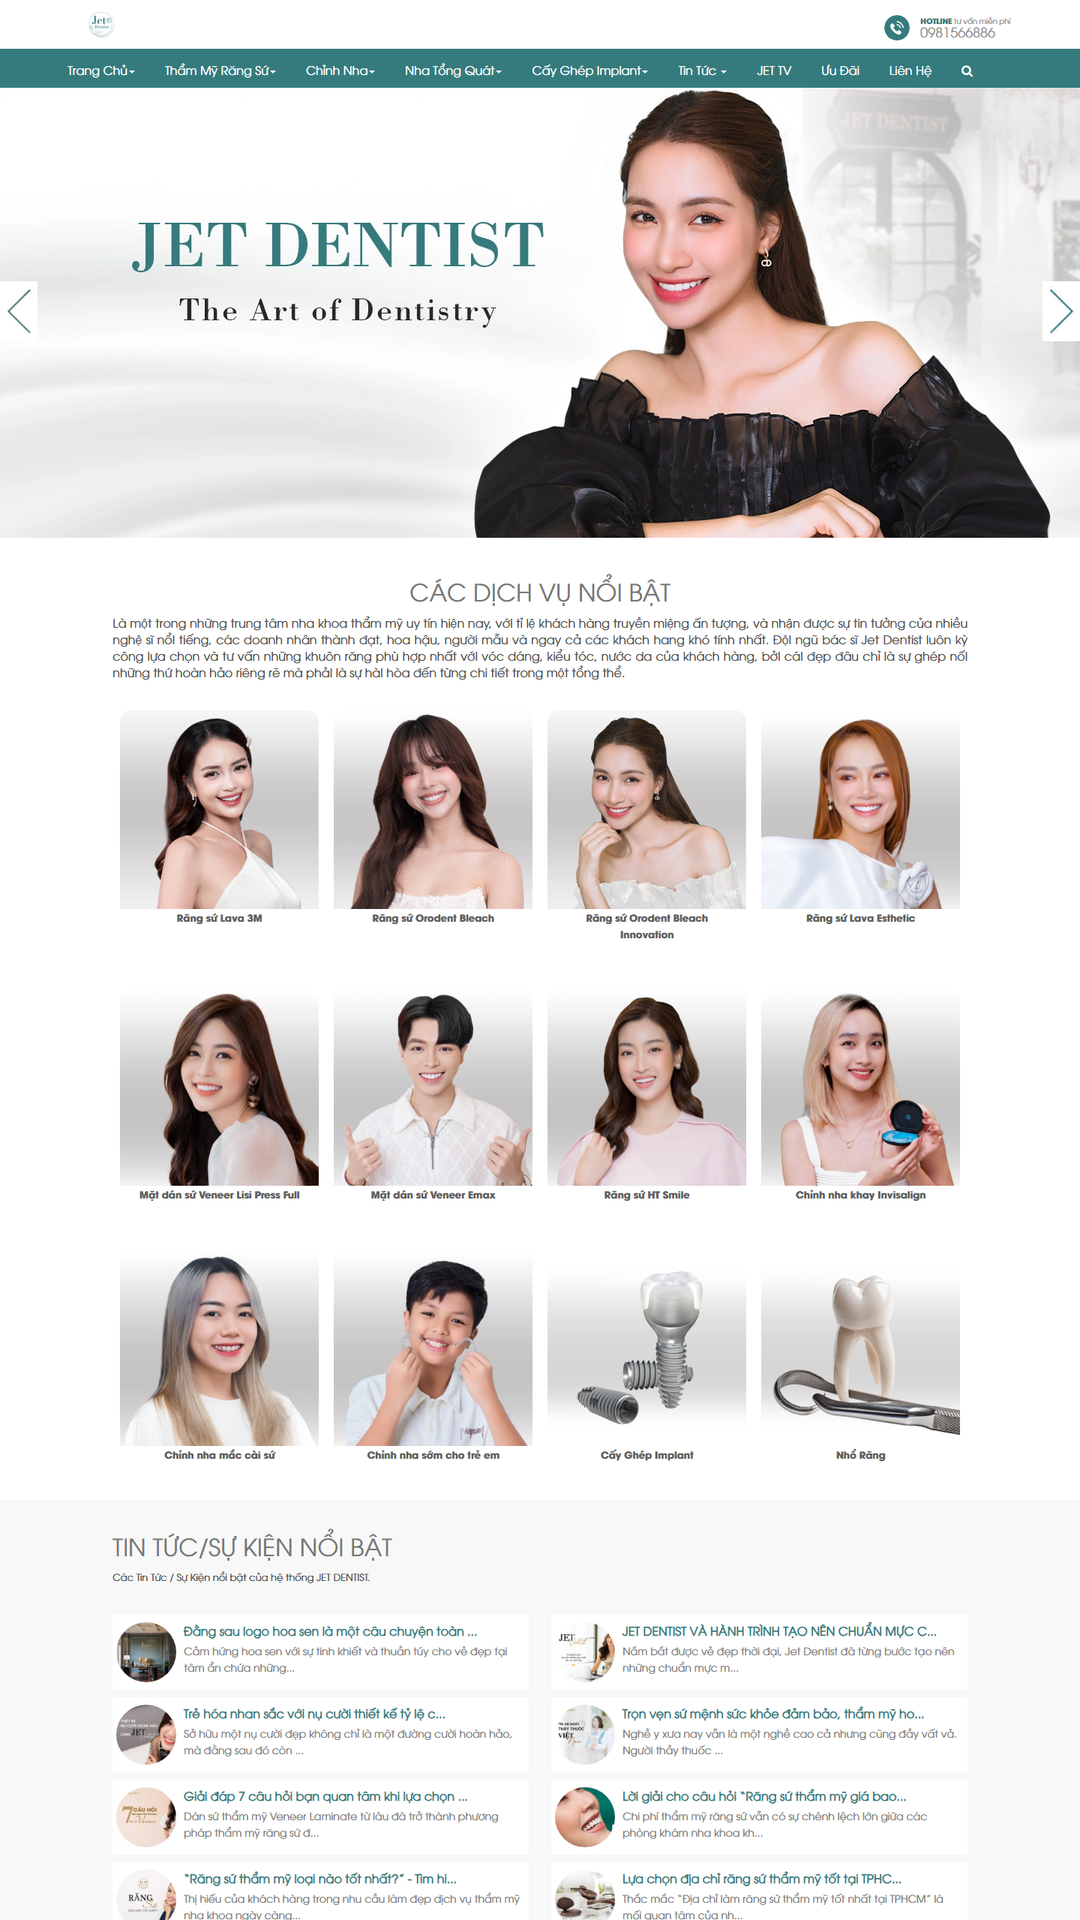 Jet
Dentist
HOTLINE tư vấn miễn phí
0981566886
Trang Chủ
Thẩm Mỹ Răng Sứ
Chỉnh Nha
Nha Tổng Quát
Cấy Ghép Implant
Tin Tức
JET TV
Ưu Đãi
Liên Hệ
JET DENTIST
JET DENTIST
The Art of Dentistry
CÁC DỊCH VỤ NỔI BẬT
Là một trong những trung tâm nha khoa thẩm mỹ uy tín hiện nay, với tỉ lệ khách hàng truyền miệng ấn tượng, và nhận được sự tin tưởng của nhiều
nghệ sĩ nổi tiếng, các doanh nhân thành đạt, hoa hậu, người mẫu và ngay cả các khách hang khó tính nhất. Đội ngũ bác sĩ Jet Dentist luôn kỳ
công lựa chọn và tư vấn những khuôn răng phù hợp nhất với vóc dáng, kiểu tóc, nước da của khách hàng, bởi cái đẹp đâu chỉ là sự ghép nối
những thứ hoàn hảo riêng rẽ mà phải là sự hài hòa đến từng chi tiết trong một tổng thể.
Răng sứ Lava 3M
Răng sứ Orodent Bleach
Răng sứ Orodent Bleach
Innovation
Răng sứ Lava Esthetic
Mặt dán sứ Veneer Lisi Press Full
Mặt dán sứ Veneer Emax
Răng sứ HT Smile
Chỉnh nha khay Invisalign
Chỉnh nha mắc cài sứ
Chỉnh nha sớm cho trẻ em
Cấy Ghép Implant
Nhổ Răng
TIN TỨC/SỰ KIỆN NỔI BẬT
Các Tin Tức / Sự Kiện nổi bật của hệ thống JET DENTIST.
Đằng sau logo hoa sen là một câu chuyện toàn ...
Cảm hứng hoa sen với sự tinh khiết và thuần túy cho vẻ đẹp tại
tâm ẩn chứa những...
JET DENTIST VÀ HÀNH TRÌNH TẠO NÊN CHUẨN MỰC C...
Nắm bắt được vẻ đẹp thời đại, Jet Dentist đã từng bước tạo nên
những chuẩn mực m...
Trẻ hóa nhan sắc với nụ cười thiết kế tỷ lệ c...
Sở hữu một nụ cười đẹp không chỉ là một đường cười hoàn hảo,
mà đằng sau đó còn ...
Trọn vẹn sứ mệnh sức khỏe đảm bảo, thẩm mỹ ho...
Nghề y xưa nay vẫn là một nghề cao cả nhưng cũng đầy vất vả.
Người thầy thuốc ...
7 CÂU HỎI
Giải đáp 7 câu hỏi bạn quan tâm khi lựa chọn ...
Dán sứ thẩm mỹ Veneer Laminate từ lâu đã trở thành phương
pháp thẩm mỹ răng sứ đ...
Lời giải cho câu hỏi “Răng sứ thẩm mỹ giá bao...
Chi phí thẩm mỹ răng sứ vẫn có sự chênh lệch lớn giữa các
phòng khám nha khoa kh...
RĂNG
“Răng sứ thẩm mỹ loại nào tốt nhất?” - Tìm hi...
Thị hiếu của khách hàng trong nhu cầu làm đẹp dịch vụ thẩm mỹ
nha khoa ngày càng...
Lựa chọn địa chỉ răng sứ thẩm mỹ tốt tại TPHC...
Thắc mắc “Địa chỉ làm răng sứ thẩm mỹ tốt nhất tại TPHCM” là
mối quan tâm của nh...